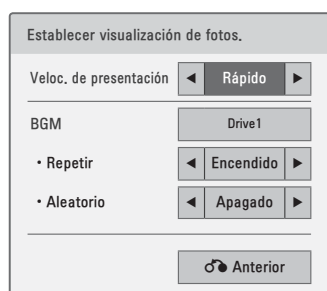 Establecer visualización de fotos.
Veloc. de presentación ◄ Rápido ►
BGM Drive1
• Repetir ◄ Encendido ►
• Aleatorio ◄ Apagado ►
Anterior